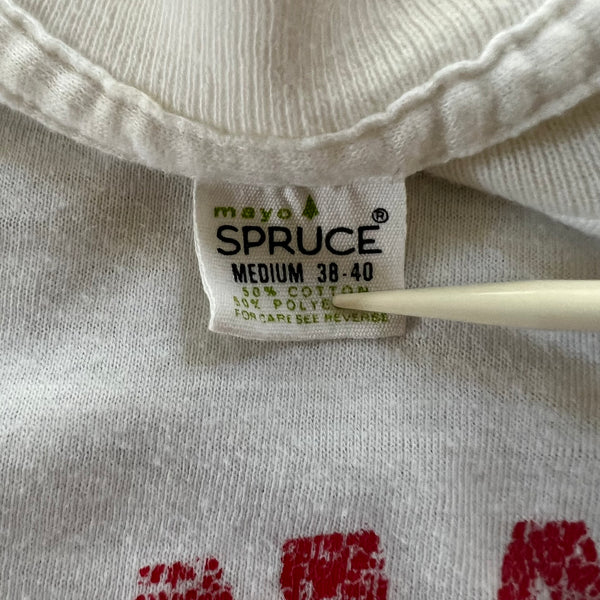 mayo
SPRUCE®
MEDIUM 38-40
50% COTTON
50% POLYE
FOR CARE SEE REVERSE